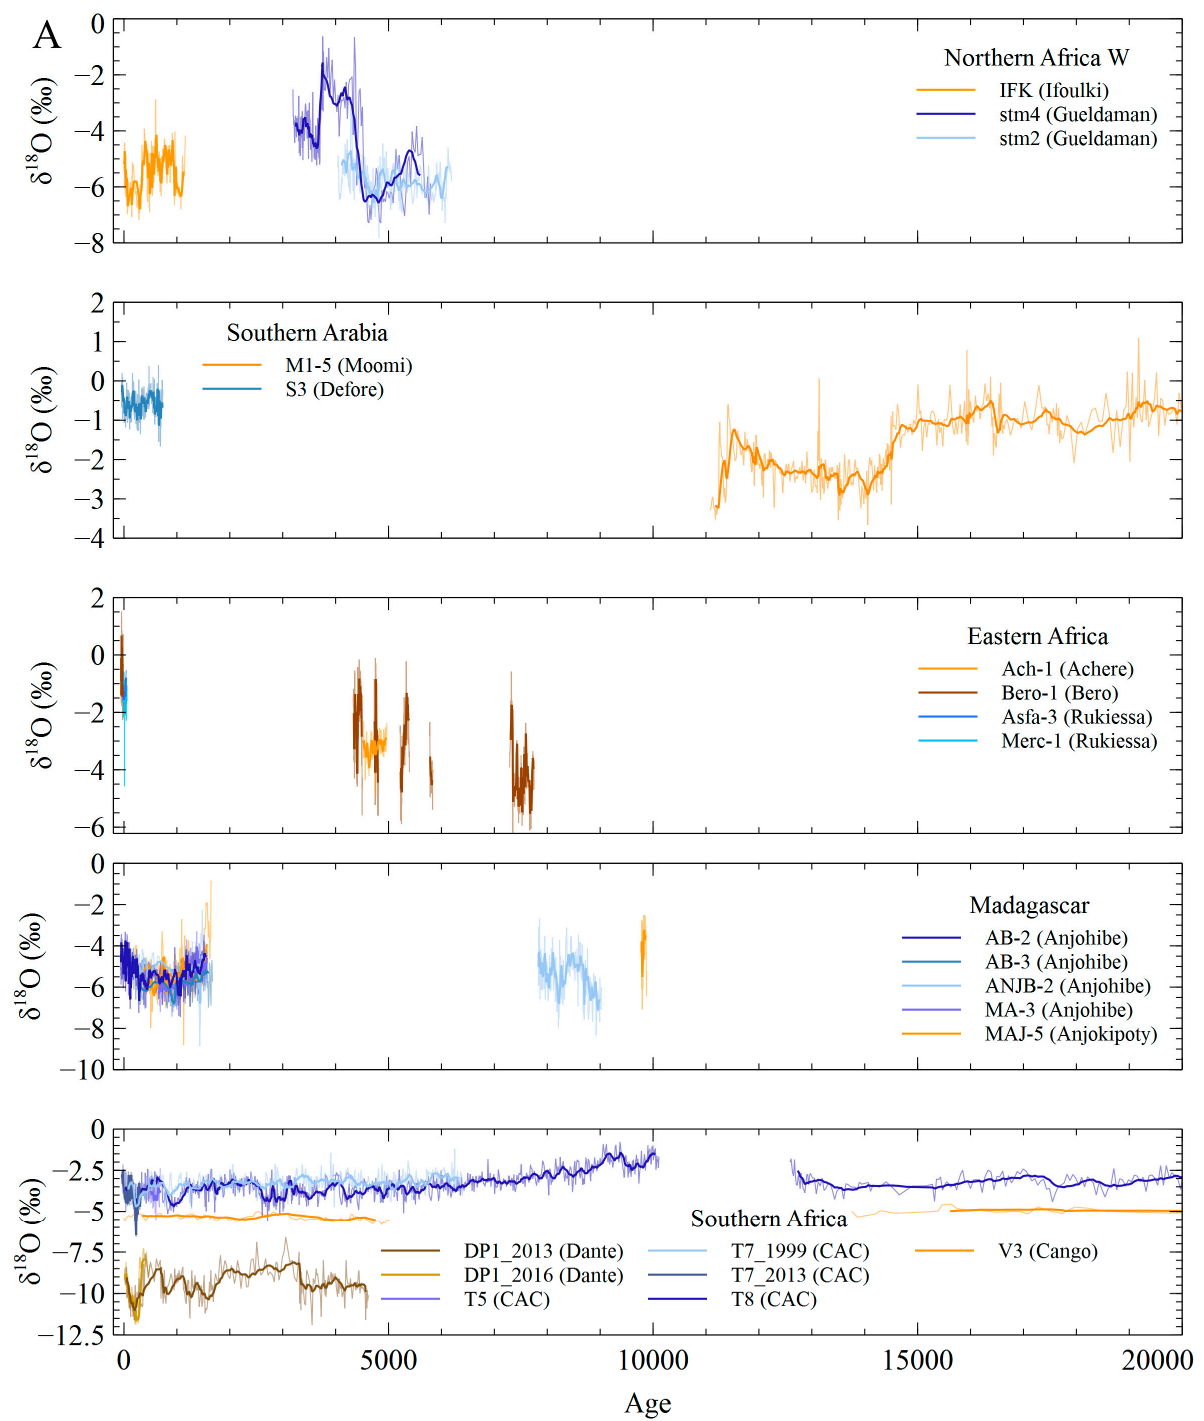 A
0
−2
−4
−6
−8
δ18O (‰)
Northern Africa W
IFK (Ifoulki)
stm4 (Gueldaman)
stm2 (Gueldaman)
2
1
0
−1
−2
−3
−4
δ18O (‰)
Southern Arabia
M1-5 (Moomi)
S3 (Defore)
2
0
−2
−4
−6
δ18O (‰)
Eastern Africa
Ach-1 (Achere)
Bero-1 (Bero)
Asfa-3 (Rukiessa)
Merc-1 (Rukiessa)
0
−2
−4
−6
−8
−10
δ18O (‰)
Madagascar
AB-2 (Anjohibe)
AB-3 (Anjohibe)
ANJB-2 (Anjohibe)
MA-3 (Anjohibe)
MAJ-5 (Anjokipoty)
0
−2.5
−5
−7.5
−10
−12.5
δ18O (‰)
Southern Africa
DP1_2013 (Dante)
DP1_2016 (Dante)
T5 (CAC)
T7_1999 (CAC)
T7_2013 (CAC)
T8 (CAC)
V3 (Cango)
0 5000 10000 15000 20000
Age